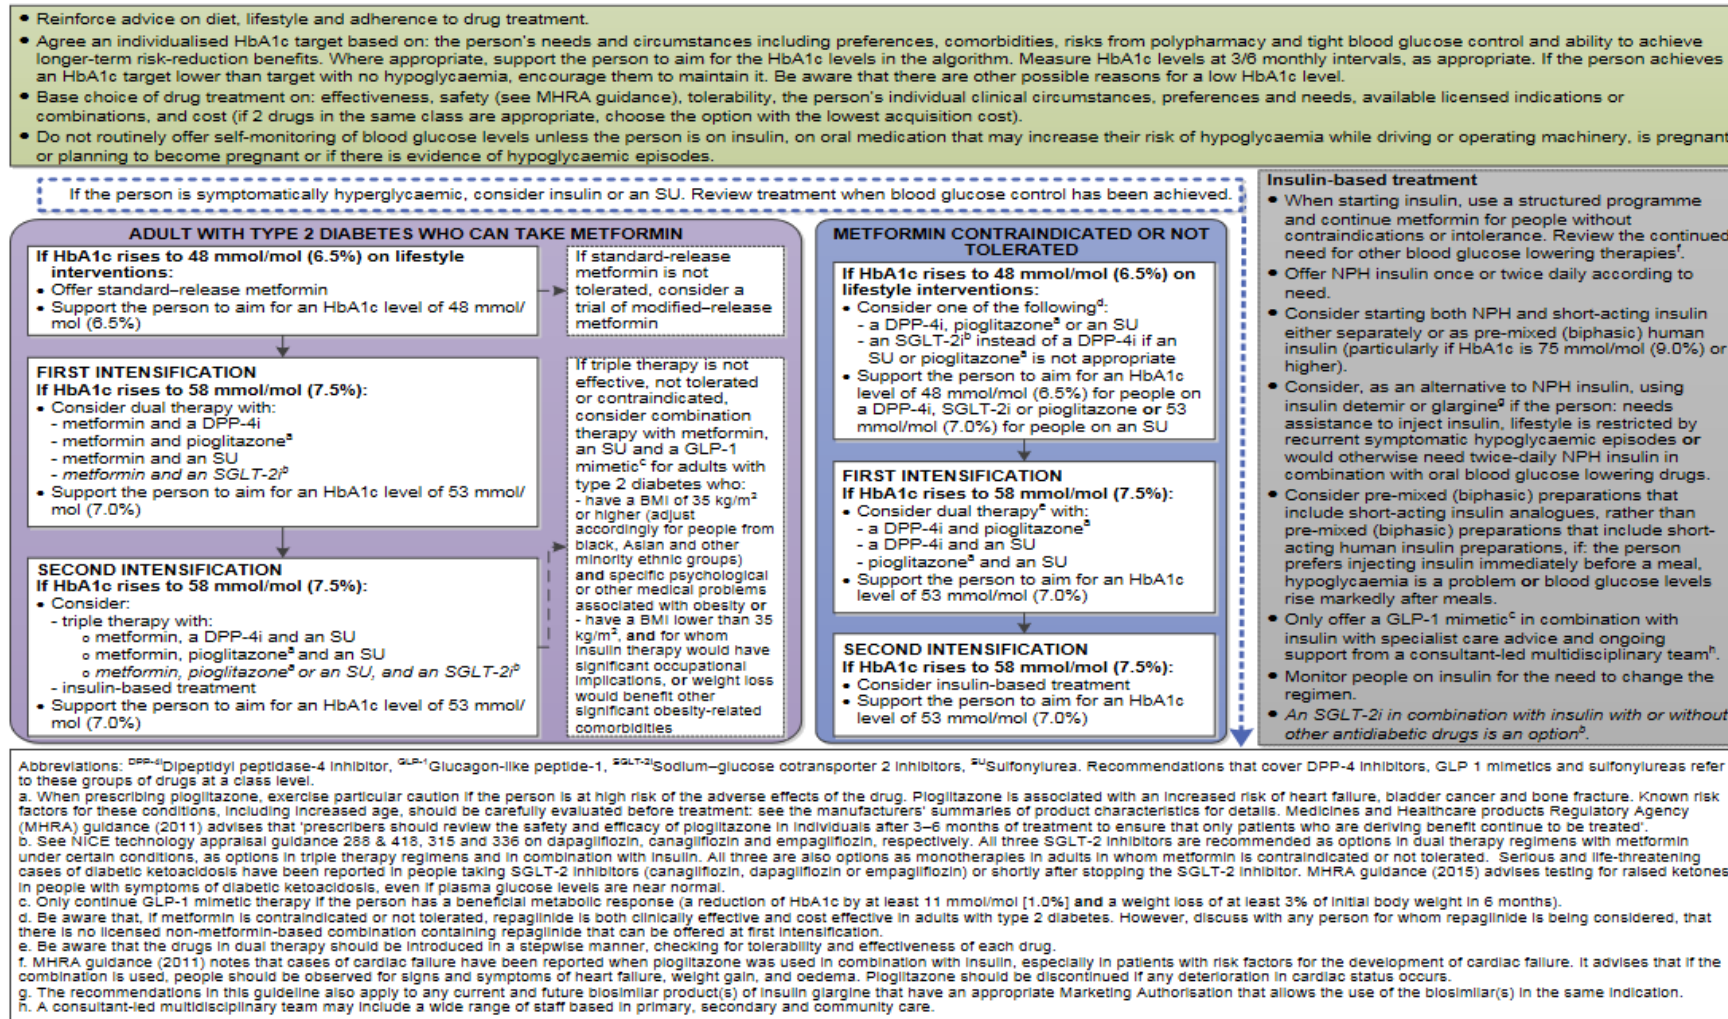 • Reinforce advice on diet, lifestyle and adherence to drug treatment.
• Agree an individualised HbA1c target based on: the person's needs and circumstances including preferences, comorbidities, risks from polypharmacy and tight blood glucose control and ability to achieve
longer-term risk-reduction benefits. Where appropriate, support the person to aim for the HbA1c levels in the algorithm. Measure HbA1c levels at 3/6 monthly intervals, as appropriate. If the person achieves
an HbA1c target lower than target with no hypoglycaemia, encourage them to maintain it. Be aware that there are other possible reasons for a low HbA1c level.
• Base choice of drug treatment on: effectiveness, safety (see MHRA guidance), tolerability, the person's individual clinical circumstances, preferences and needs, available licensed indications or
combinations, and cost (if 2 drugs in the same class are appropriate, choose the option with the lowest acquisition cost).
• Do not routinely offer self-monitoring of blood glucose levels unless the person is on insulin, on oral medication that may increase their risk of hypoglycaemia while driving or operating machinery, is pregnant
or planning to become pregnant or if there is evidence of hypoglycaemic episodes.
If the person is symptomatically hyperglycaemic, consider insulin or an SU. Review treatment when blood glucose control has been achieved.
ADULT WITH TYPE 2 DIABETES WHO CAN TAKE METFORMIN
If HbA1c rises to 48 mmol/mol (6.5%) on lifestyle
interventions:
• Offer standard–release metformin
• Support the person to aim for an HbA1c level of 48 mmol/
mol (6.5%)
If standard-release
metformin is not
tolerated, consider a
trial of modified–release
metformin
FIRST INTENSIFICATION
If HbA1c rises to 58 mmol/mol (7.5%):
• Consider dual therapy with:
- metformin and a DPP-4i
- metformin and pioglitazoneᵃ
- metformin and an SU
- metformin and an SGLT-2iᵇ
• Support the person to aim for an HbA1c level of 53 mmol/
mol (7.0%)
SECOND INTENSIFICATION
If HbA1c rises to 58 mmol/mol (7.5%):
• Consider:
- triple therapy with:
o metformin, a DPP-4i and an SU
o metformin, pioglitazoneᵃ and an SU
o metformin, pioglitazoneᵃ or an SU, and an SGLT-2iᵇ
- insulin-based treatment
• Support the person to aim for an HbA1c level of 53 mmol/
mol (7.0%)
If triple therapy is not
effective, not tolerated
or contraindicated,
consider combination
therapy with metformin,
an SU and a GLP-1
mimeticᶜ for adults with
type 2 diabetes who:
- have a BMI of 35 kg/m²
or higher (adjust
accordingly for people from
black, Asian and other
minority ethnic groups)
and specific psychological
or other medical problems
associated with obesity or
- have a BMI lower than 35
kg/m², and for whom
insulin therapy would have
significant occupational
implications, or weight loss
would benefit other
significant obesity-related
comorbidities
METFORMIN CONTRAINDICATED OR NOT
TOLERATED
If HbA1c rises to 48 mmol/mol (6.5%) on
lifestyle interventions:
• Consider one of the followingᵈ:
- a DPP-4i, pioglitazoneᵃ or an SU
- an SGLT-2iᵇ instead of a DPP-4i if an
SU or pioglitazoneᵃ is not appropriate
• Support the person to aim for an HbA1c
level of 48 mmol/mol (6.5%) for people on
a DPP-4i, SGLT-2i or pioglitazone or 53
mmol/mol (7.0%) for people on an SU
FIRST INTENSIFICATION
If HbA1c rises to 58 mmol/mol (7.5%):
• Consider dual therapyᵉ with:
- a DPP-4i and pioglitazoneᵃ
- a DPP-4i and an SU
- pioglitazoneᵃ and an SU
• Support the person to aim for an HbA1c
level of 53 mmol/mol (7.0%)
SECOND INTENSIFICATION
If HbA1c rises to 58 mmol/mol (7.5%):
• Consider insulin-based treatment
• Support the person to aim for an HbA1c
level of 53 mmol/mol (7.0%)
Insulin-based treatment
• When starting insulin, use a structured programme
and continue metformin for people without
contraindications or intolerance. Review the continued
need for other blood glucose lowering therapiesᶠ.
• Offer NPH insulin once or twice daily according to
need.
• Consider starting both NPH and short-acting insulin
either separately or as pre-mixed (biphasic) human
insulin (particularly if HbA1c is 75 mmol/mol (9.0%) or
higher).
• Consider, as an alternative to NPH insulin, using
insulin detemir or glargineᵍ if the person: needs
assistance to inject insulin, lifestyle is restricted by
recurrent symptomatic hypoglycaemic episodes or
would otherwise need twice-daily NPH insulin in
combination with oral blood glucose lowering drugs.
• Consider pre-mixed (biphasic) preparations that
include short-acting insulin analogues, rather than
pre-mixed (biphasic) preparations that include short-
acting human insulin preparations, if: the person
prefers injecting insulin immediately before a meal,
hypoglycaemia is a problem or blood glucose levels
rise markedly after meals.
• Only offer a GLP-1 mimeticᶜ in combination with
insulin with specialist care advice and ongoing
support from a consultant-led multidisciplinary teamʰ.
• Monitor people on insulin for the need to change the
regimen.
• An SGLT-2i in combination with insulin with or without
other antidiabetic drugs is an optionᵇ.
Abbreviations: DPP-4iDipeptidyl peptidase-4 inhibitor, GLP-1Glucagon-like peptide-1, SGLT-2iSodium–glucose cotransporter 2 inhibitors, SUSulfonylurea. Recommendations that cover DPP-4 inhibitors, GLP 1 mimetics and sulfonylureas refer
to these groups of drugs at a class level.
a. When prescribing pioglitazone, exercise particular caution if the person is at high risk of the adverse effects of the drug. Pioglitazone is associated with an increased risk of heart failure, bladder cancer and bone fracture. Known risk
factors for these conditions, including increased age, should be carefully evaluated before treatment: see the manufacturers' summaries of product characteristics for details. Medicines and Healthcare products Regulatory Agency
(MHRA) guidance (2011) advises that 'prescribers should review the safety and efficacy of pioglitazone in individuals after 3–6 months of treatment to ensure that only patients who are deriving benefit continue to be treated'.
b. See NICE technology appraisal guidance 288 & 418, 315 and 336 on dapagliflozin, canagliflozin and empagliflozin, respectively. All three SGLT-2 inhibitors are recommended as options in dual therapy regimens with metformin
under certain conditions, as options in triple therapy regimens and in combination with insulin. All three are also options as monotherapies in adults in whom metformin is contraindicated or not tolerated. Serious and life-threatening
cases of diabetic ketoacidosis have been reported in people taking SGLT-2 inhibitors (canagliflozin, dapagliflozin or empagliflozin) or shortly after stopping the SGLT-2 inhibitor. MHRA guidance (2015) advises testing for raised ketones
in people with symptoms of diabetic ketoacidosis, even if plasma glucose levels are near normal.
c. Only continue GLP-1 mimetic therapy if the person has a beneficial metabolic response (a reduction of HbA1c by at least 11 mmol/mol [1.0%] and a weight loss of at least 3% of initial body weight in 6 months).
d. Be aware that, if metformin is contraindicated or not tolerated, repaglinide is both clinically effective and cost effective in adults with type 2 diabetes. However, discuss with any person for whom repaglinide is being considered, that
there is no licensed non-metformin-based combination containing repaglinide that can be offered at first intensification.
e. Be aware that the drugs in dual therapy should be introduced in a stepwise manner, checking for tolerability and effectiveness of each drug.
f. MHRA guidance (2011) notes that cases of cardiac failure have been reported when pioglitazone was used in combination with insulin, especially in patients with risk factors for the development of cardiac failure. It advises that if the
combination is used, people should be observed for signs and symptoms of heart failure, weight gain, and oedema. Pioglitazone should be discontinued if any deterioration in cardiac status occurs.
g. The recommendations in this guideline also apply to any current and future biosimilar product(s) of insulin glargine that have an appropriate Marketing Authorisation that allows the use of the biosimilar(s) in the same indication.
h. A consultant-led multidisciplinary team may include a wide range of staff based in primary, secondary and community care.